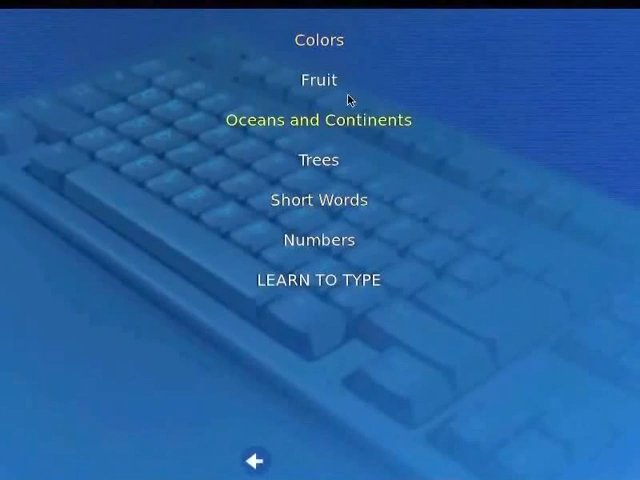 Colors
Fruit
Oceans and Continents
Trees
Short Words
Numbers
LEARN TO TYPE